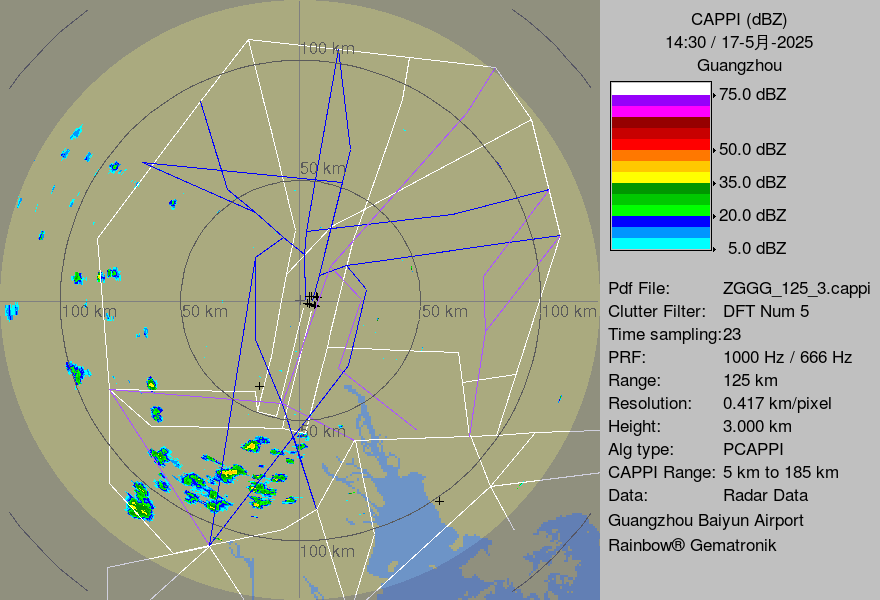 100 km
50 km
100 km
50 km
50 km
100 km
50 km
100 km
CAPPI (dBZ)
14:30 / 17-5月-2025
Guangzhou
75.0 dBZ
50.0 dBZ
35.0 dBZ
20.0 dBZ
5.0 dBZ
Pdf File: ZGGG_125_3.cappi
Clutter Filter: DFT Num 5
Time sampling:23
PRF: 1000 Hz / 666 Hz
Range: 125 km
Resolution: 0.417 km/pixel
Height: 3.000 km
Alg type: PCAPPI
CAPPI Range: 5 km to 185 km
Data: Radar Data
Guangzhou Baiyun Airport
Rainbow® Gematronik